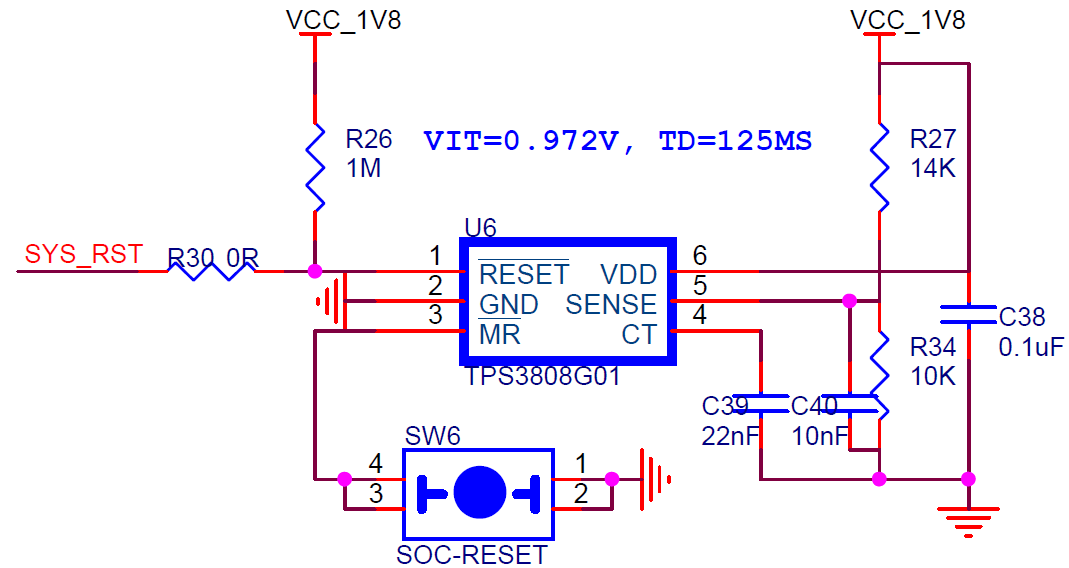 VCC_1V8
VCC_1V8
R26
1M
VIT=0.972V, TD=125MS
R27
14K
U6
SYS_RST
R30 0R
1
RESET
VDD
6
2
GND
SENSE
5
3
MR
CT
4
TPS3808G01
C38
0.1uF
R34
10K
C39
22nF
C40
10nF
SW6
4
1
3
2
SOC-RESET